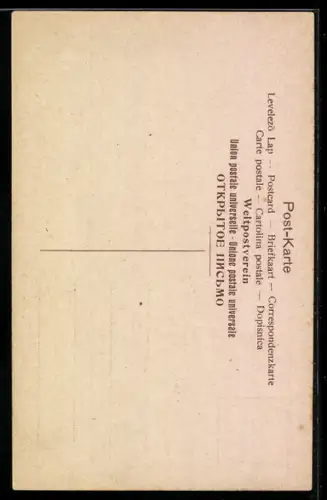 Post-Karte
Levelezö Lap — Postcard — Briefkaart — Correspondenzkarte
Carte postale — Cartolina postale — Dopisnica
Weltpostverein
Union postale universelle - Unione postale universale
ОТКРЫТОЕ ПИСЬМО